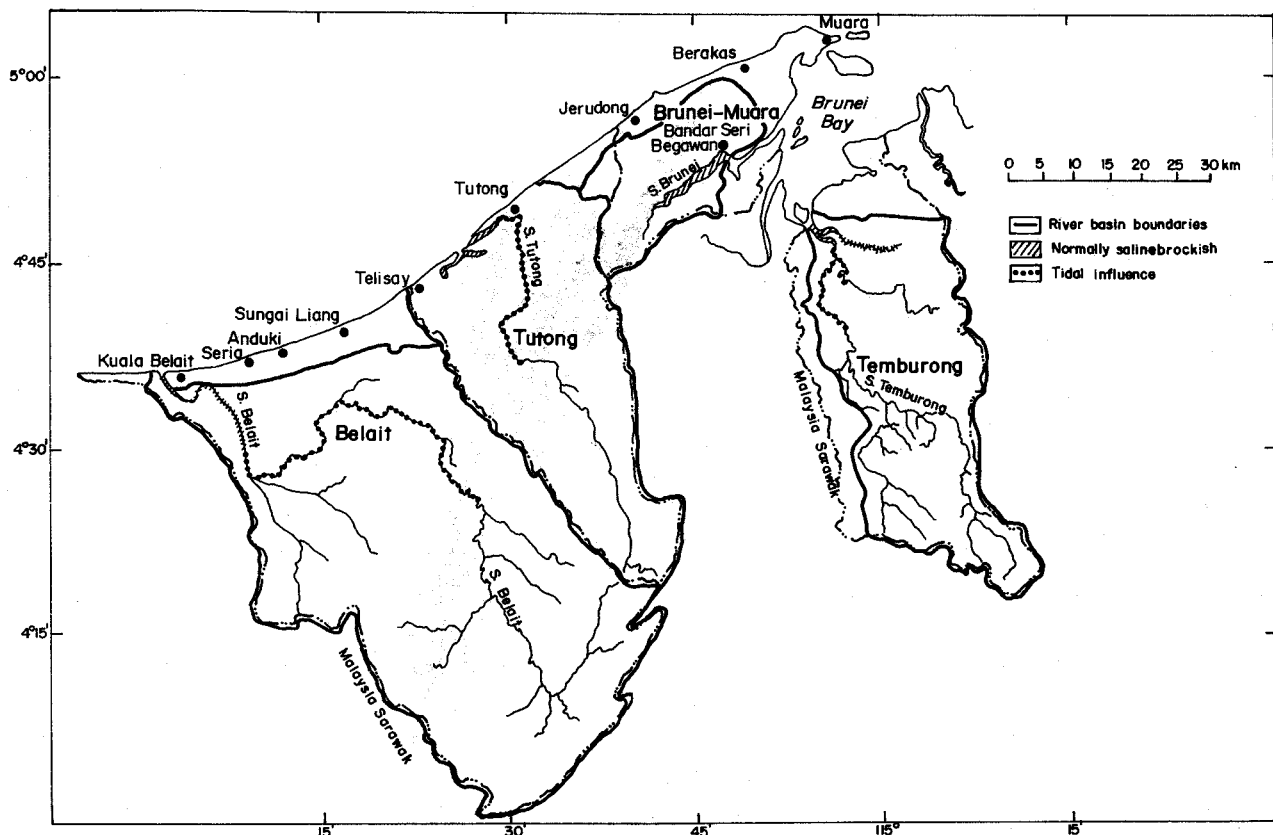 Muara
Berakas
5°00'
Jerudong
Brunei-Muara
Brunei
Bay
Bandar Seri
Begawan
S. Brunei
0 5 10 15 20 25 30 km
Tutong
S. Tutong
River basin boundaries
Normally salinebrockish
Tidal influence
4°45'
Telisay
Sungai Liang
Anduki
Seria
Kuala Belait
Tutong
Temburong
S. Temburong
Malaysia Sarawak
S. Belait
Belait
4°30'
S. Belait
4°15'
Malaysia Sarawak
15' 30' 45' 115° 15'